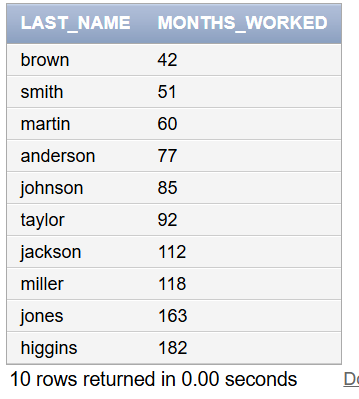 LAST_NAME MONTHS_WORKED
brown 42
smith 51
martin 60
anderson 77
johnson 85
taylor 92
jackson 112
miller 118
jones 163
higgins 182
10 rows returned in 0.00 seconds